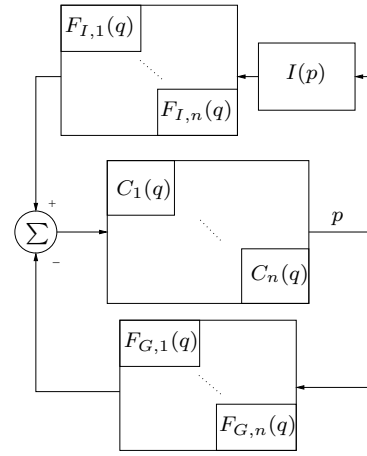 F_{I,1}(q)
F_{I,n}(q)
I(p)
+
∑
−
C_1(q)
C_n(q)
p
F_{G,1}(q)
F_{G,n}(q)